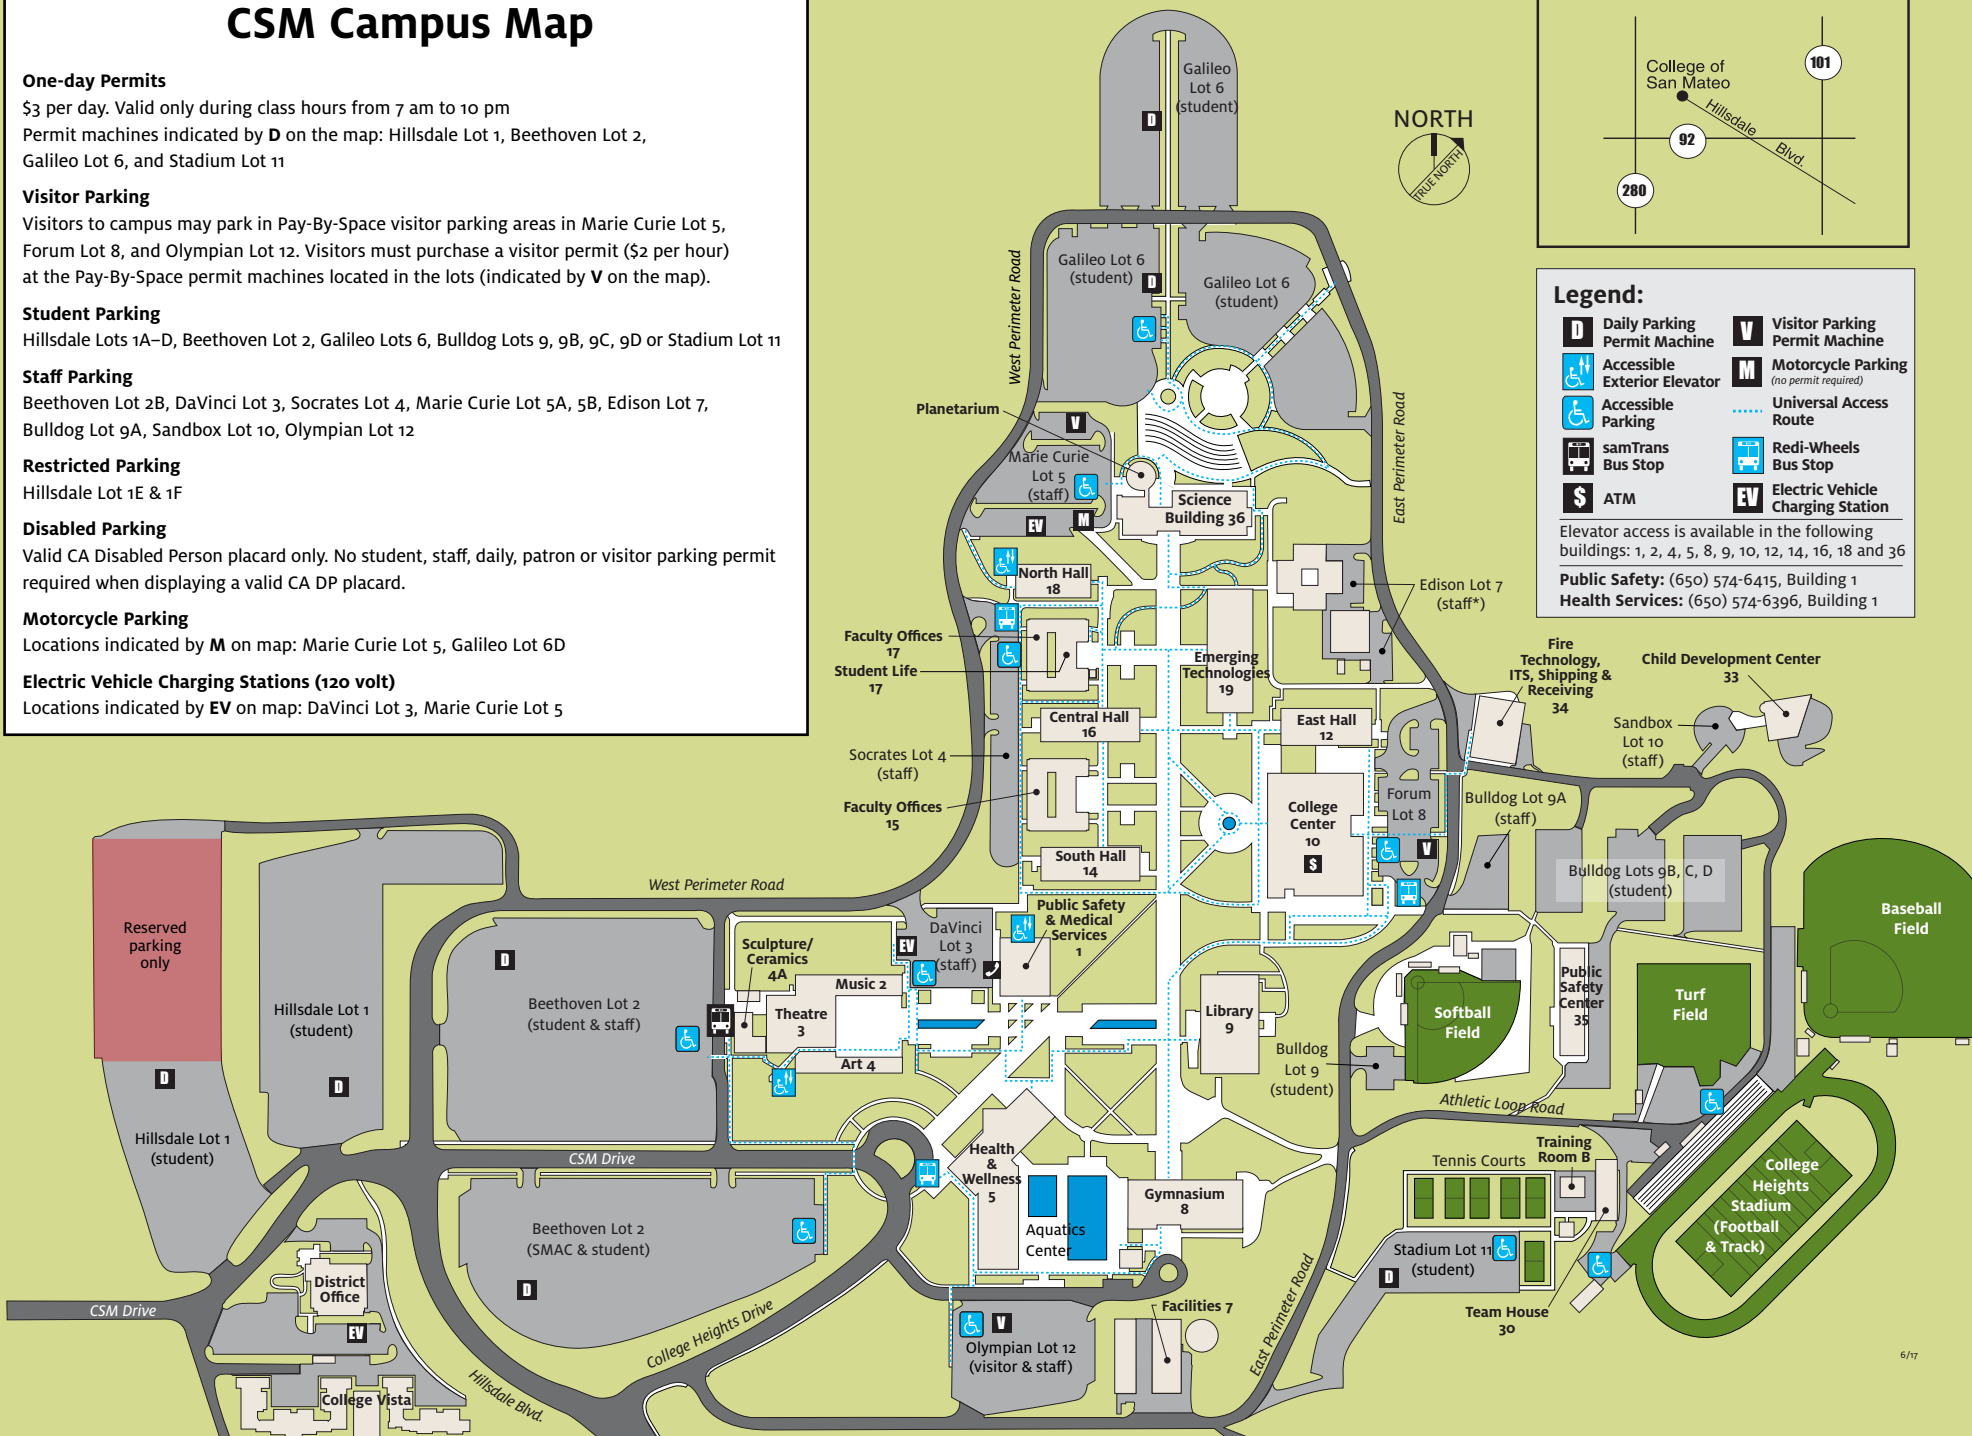 CSM Campus Map
One-day Permits
$3 per day. Valid only during class hours from 7 am to 10 pm
Permit machines indicated by D on the map: Hillsdale Lot 1, Beethoven Lot 2,
Galileo Lot 6, and Stadium Lot 11
Visitor Parking
Visitors to campus may park in Pay-By-Space visitor parking areas in Marie Curie Lot 5,
Forum Lot 8, and Olympian Lot 12. Visitors must purchase a visitor permit ($2 per hour)
at the Pay-By-Space permit machines located in the lots (indicated by V on the map).
Student Parking
Hillsdale Lots 1A–D, Beethoven Lot 2, Galileo Lots 6, Bulldog Lots 9, 9B, 9C, 9D or Stadium Lot 11
Staff Parking
Beethoven Lot 2B, DaVinci Lot 3, Socrates Lot 4, Marie Curie Lot 5A, 5B, Edison Lot 7,
Bulldog Lot 9A, Sandbox Lot 10, Olympian Lot 12
Restricted Parking
Hillsdale Lot 1E & 1F
Disabled Parking
Valid CA Disabled Person placard only. No student, staff, daily, patron or visitor parking permit
required when displaying a valid CA DP placard.
Motorcycle Parking
Locations indicated by M on map: Marie Curie Lot 5, Galileo Lot 6D
Electric Vehicle Charging Stations (120 volt)
Locations indicated by EV on map: DaVinci Lot 3, Marie Curie Lot 5
NORTH
TRUE NORTH
College of
San Mateo
Hillsdale
Blvd.
101
92
280
Legend:
D
Daily Parking
Permit Machine
V
Visitor Parking
Permit Machine
Accessible
Exterior Elevator
M
Motorcycle Parking
(no permit required)
Accessible
Parking
Universal Access
Route
samTrans
Bus Stop
Redi-Wheels
Bus Stop
$
ATM
EV
Electric Vehicle
Charging Station
Elevator access is available in the following
buildings: 1, 2, 4, 5, 8, 9, 10, 12, 14, 16, 18 and 36
Public Safety: (650) 574-6415, Building 1
Health Services: (650) 574-6396, Building 1
Galileo
Lot 6
(student)
D
West Perimeter Road
Galileo Lot 6
(student)
D
Galileo Lot 6
(student)
East Perimeter Road
Planetarium
V
Marie Curie
Lot 5
(staff)
EV
M
Science
Building 36
North Hall
18
Edison Lot 7
(staff*)
Faculty Offices
17
Student Life
17
Emerging
Technologies
19
Fire
Technology,
ITS, Shipping &
Receiving
34
Child Development Center
33
Sandbox
Lot 10
(staff)
Central Hall
16
East Hall
12
Socrates Lot 4
(staff)
Faculty Offices
15
College
Center
10
$
Forum
Lot 8
V
Bulldog Lot 9A
(staff)
Bulldog Lots 9B, C, D
(student)
South Hall
14
West Perimeter Road
Reserved
parking
only
Hillsdale Lot 1
(student)
D
D
Hillsdale Lot 1
(student)
D
Beethoven Lot 2
(student & staff)
Sculpture/
Ceramics
4A
EV
DaVinci
Lot 3
(staff)
Public Safety
& Medical
Services
1
Music 2
Theatre
3
Art 4
Library
9
Baseball
Field
Softball
Field
Public
Safety
Center
35
Turf
Field
Bulldog
Lot 9
(student)
Athletic Loop Road
Training
Room B
Tennis Courts
College
Heights
Stadium
(Football
& Track)
CSM Drive
Health
&
Wellness
5
Gymnasium
8
Aquatics
Center
Beethoven Lot 2
(SMAC & student)
D
Stadium Lot 11
(student)
D
Team House
30
District
Office
EV
CSM Drive
College Heights Drive
Hillsdale Blvd.
College Vista
V
Olympian Lot 12
(visitor & staff)
Facilities 7
East Perimeter Road
6/17